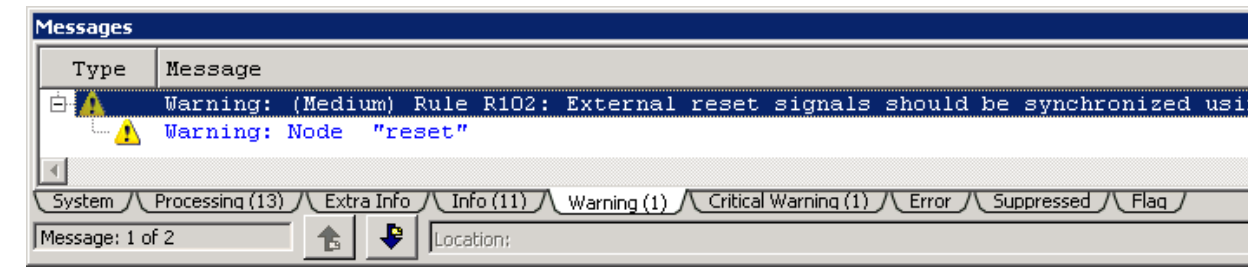 Messages
Type Message
Warning: (Medium) Rule R102: External reset signals should be synchronized usi
Warning: Node "reset"
System Processing (13) Extra Info Info (11) Warning (1) Critical Warning (1) Error Suppressed Flag
Message: 1 of 2 Location: